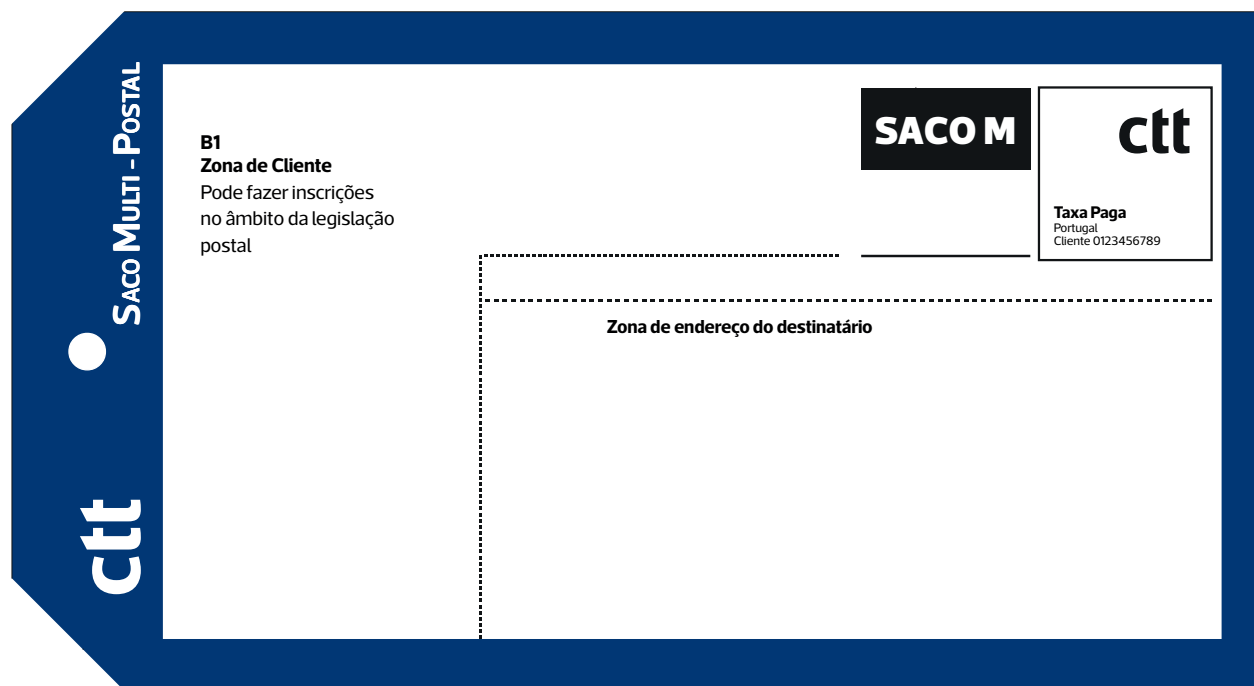 SACO MULTI - POSTAL
ctt
B1
Zona de Cliente
Pode fazer inscrições
no âmbito da legislação
postal
SACO M
ctt
Taxa Paga
Portugal
Cliente 0123456789
Zona de endereço do destinatário